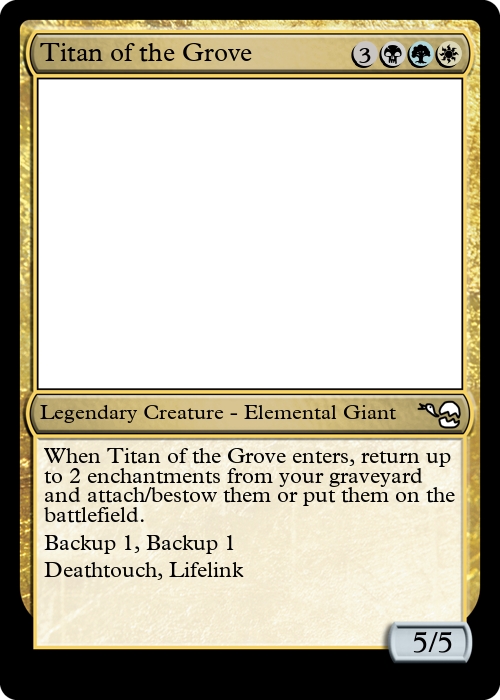 Titan of the Grove 3
Legendary Creature - Elemental Giant
When Titan of the Grove enters, return up
to 2 enchantments from your graveyard
and attach/bestow them or put them on the
battlefield.
Backup 1, Backup 1
Deathtouch, Lifelink
5/5